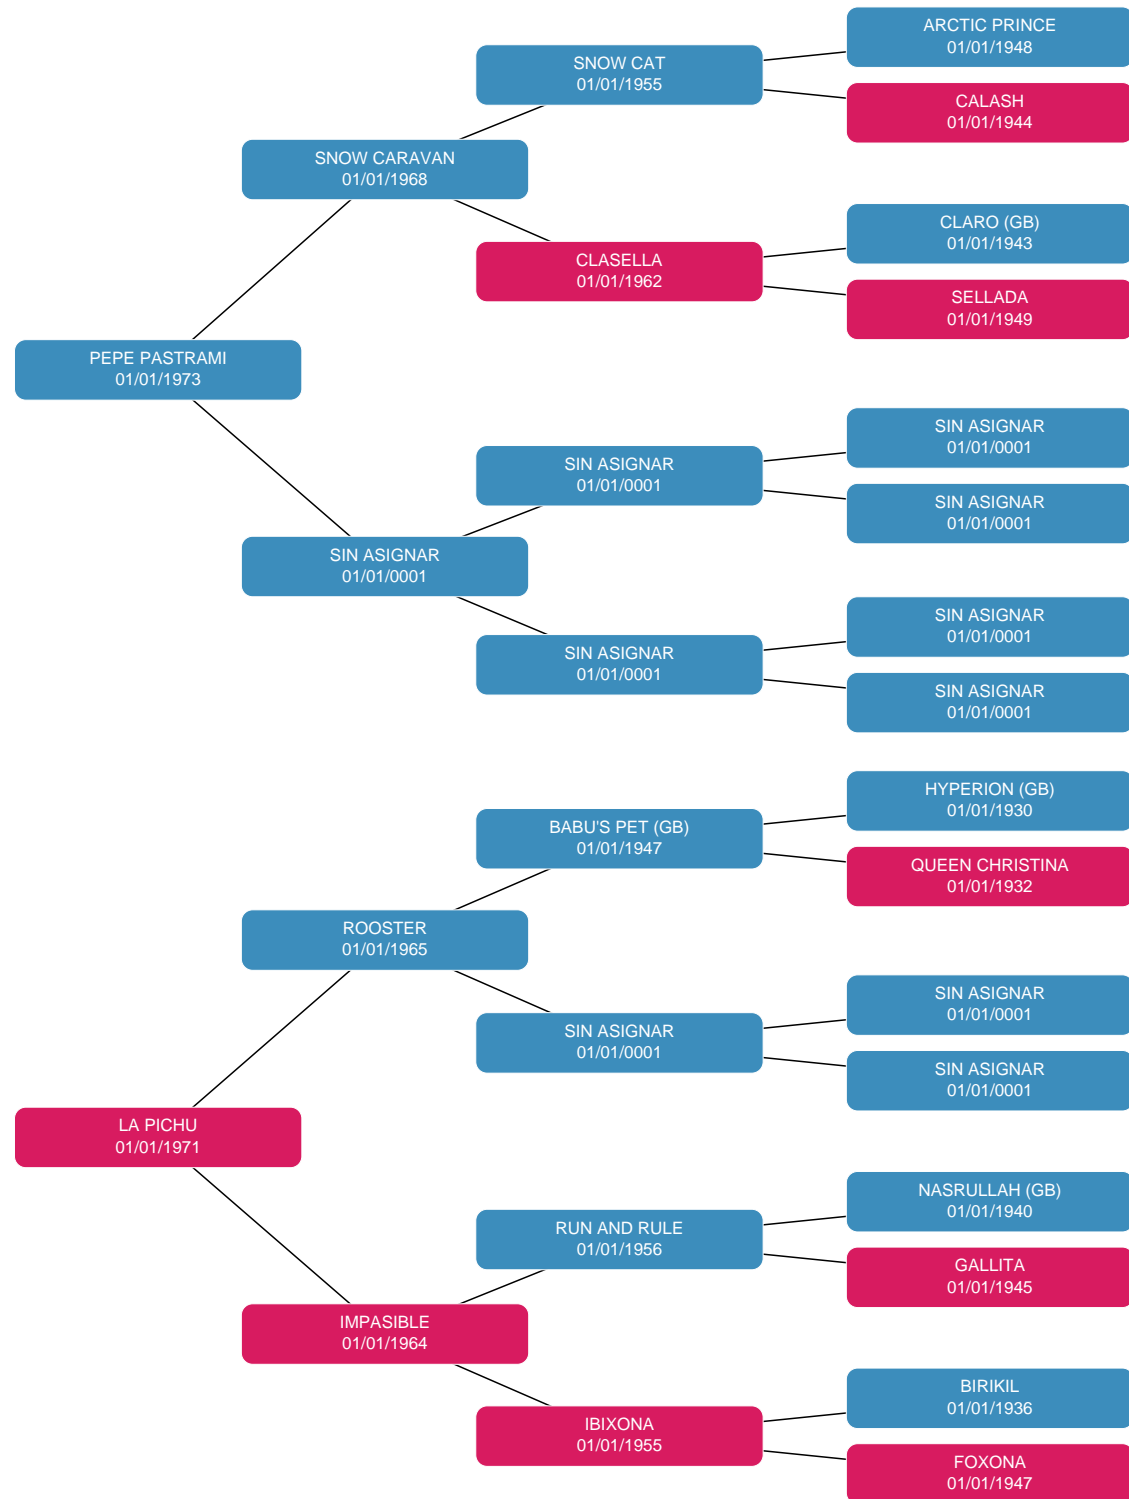 ARCTIC PRINCE
01/01/1948
SNOW CAT
01/01/1955
CALASH
01/01/1944
SNOW CARAVAN
01/01/1968
CLARO (GB)
01/01/1943
CLASELLA
01/01/1962
SELLADA
01/01/1949
PEPE PASTRAMI
01/01/1973
SIN ASIGNAR
01/01/0001
SIN ASIGNAR
01/01/0001
SIN ASIGNAR
01/01/0001
SIN ASIGNAR
01/01/0001
SIN ASIGNAR
01/01/0001
SIN ASIGNAR
01/01/0001
SIN ASIGNAR
01/01/0001
HYPERION (GB)
01/01/1930
BABU'S PET (GB)
01/01/1947
QUEEN CHRISTINA
01/01/1932
ROOSTER
01/01/1965
SIN ASIGNAR
01/01/0001
SIN ASIGNAR
01/01/0001
SIN ASIGNAR
01/01/0001
LA PICHU
01/01/1971
NASRULLAH (GB)
01/01/1940
RUN AND RULE
01/01/1956
GALLITA
01/01/1945
IMPASIBLE
01/01/1964
BIRIKIL
01/01/1936
IBIXONA
01/01/1955
FOXONA
01/01/1947